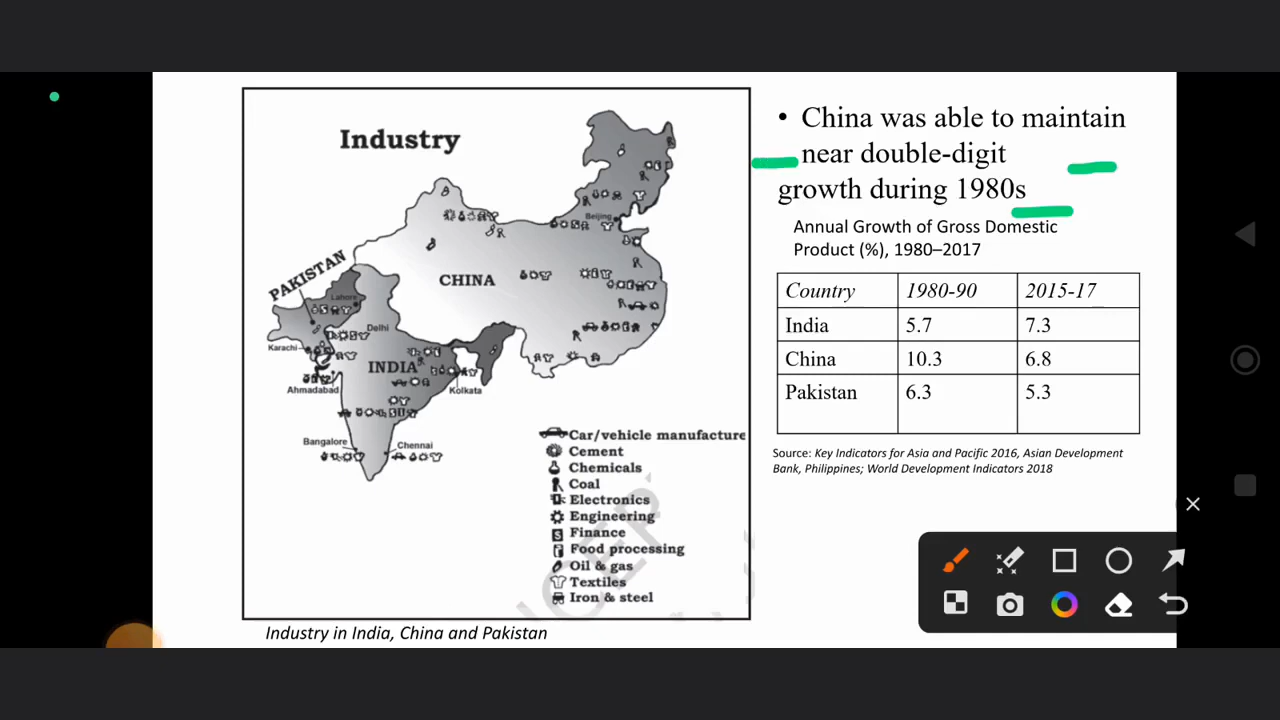 Industry
Beijing
CHINA
PAKISTAN
Lahore
Delhi
Karachi
INDIA
Ahmadabad
Kolkata
Bangalore
Chennai
Car/vehicle manufacture
Cement
Chemicals
Coal
Electronics
Engineering
Finance
Food processing
Oil & gas
Textiles
Iron & steel
Industry in India, China and Pakistan
• China was able to maintain
near double-digit
growth during 1980s
Annual Growth of Gross Domestic
Product (%), 1980–2017
Country 1980-90 2015-17
India 5.7 7.3
China 10.3 6.8
Pakistan 6.3 5.3
Source: Key Indicators for Asia and Pacific 2016, Asian Development
Bank, Philippines; World Development Indicators 2018